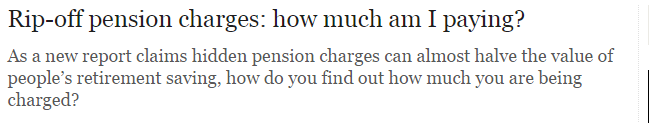 Rip-off pension charges: how much am I paying?
As a new report claims hidden pension charges can almost halve the value of
people’s retirement saving, how do you find out how much you are being
charged?